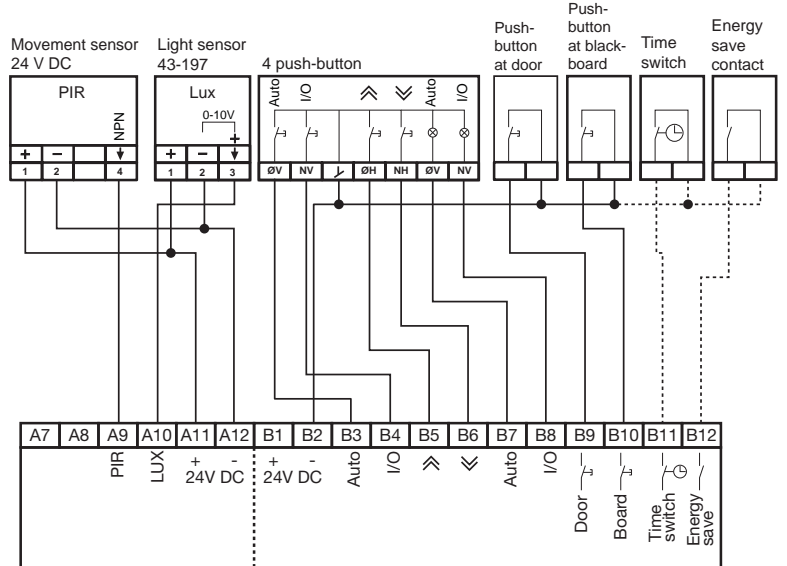 Movement sensor
24 V DC
Light sensor
43-197
4 push-button
Push-
button
at door
Push-
button
at black-
board
Time
switch
Energy
save
contact
PIR
NPN
+ −
1 2 4
Lux
0-10V
+
+ −
1 2 3
Auto I/O Auto I/O
ØV NV ØH NH ØV NV
A7 A8 A9 A10 A11 A12 B1 B2 B3 B4 B5 B6 B7 B8 B9 B10 B11 B12
PIR
LUX
+ -
24V DC
+ -
24V DC
Auto
I/O
Auto
I/O
Door
Board
Time
switch
Energy
save